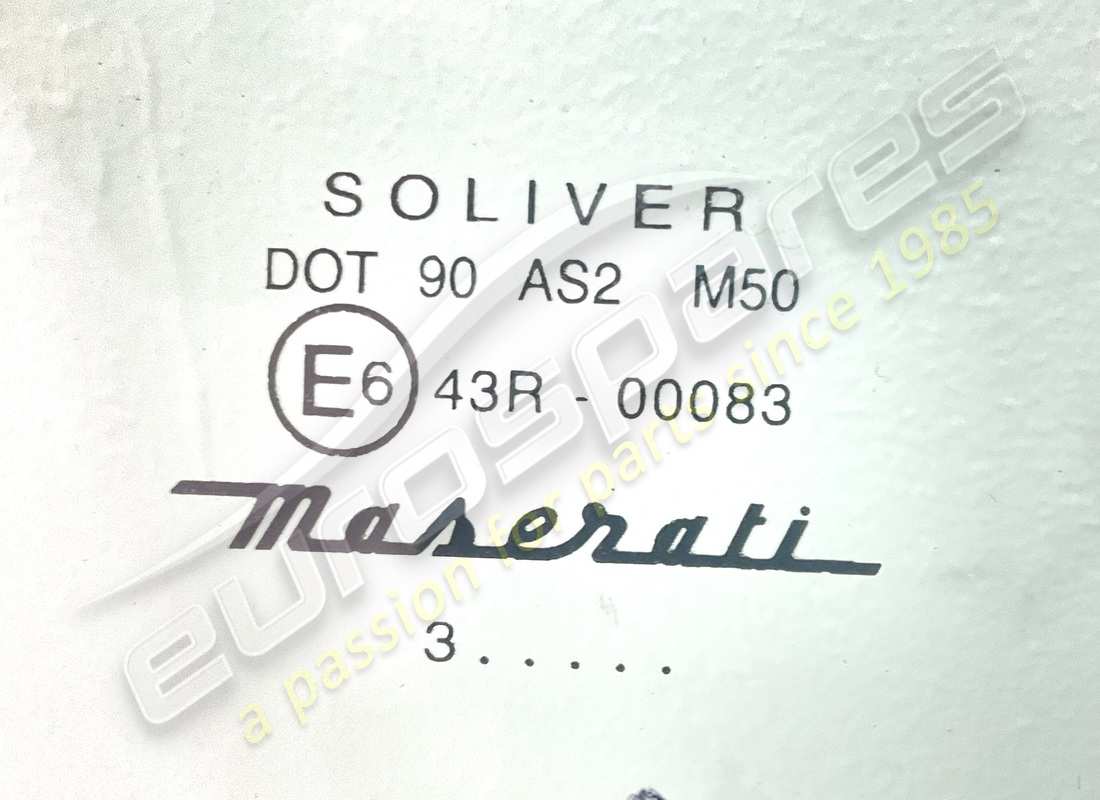 SOLIVER
DOT 90 AS2 M50
E6 43R - 00083
maserati
3.....
eurospares
a passion for parts since 1985